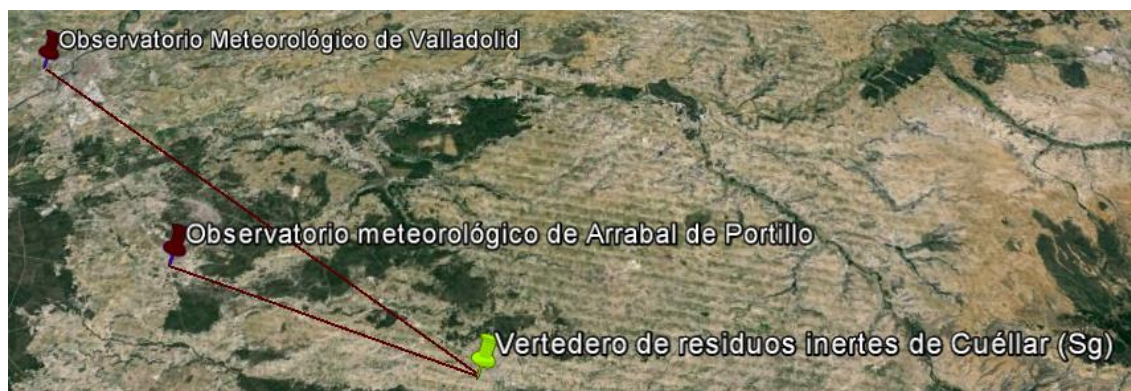 Observatorio Meteorológico de Valladolid
Observatorio meteorológico de Arrabal de Portillo
Vertedero de residuos inertes de Cuéllar (Sg)